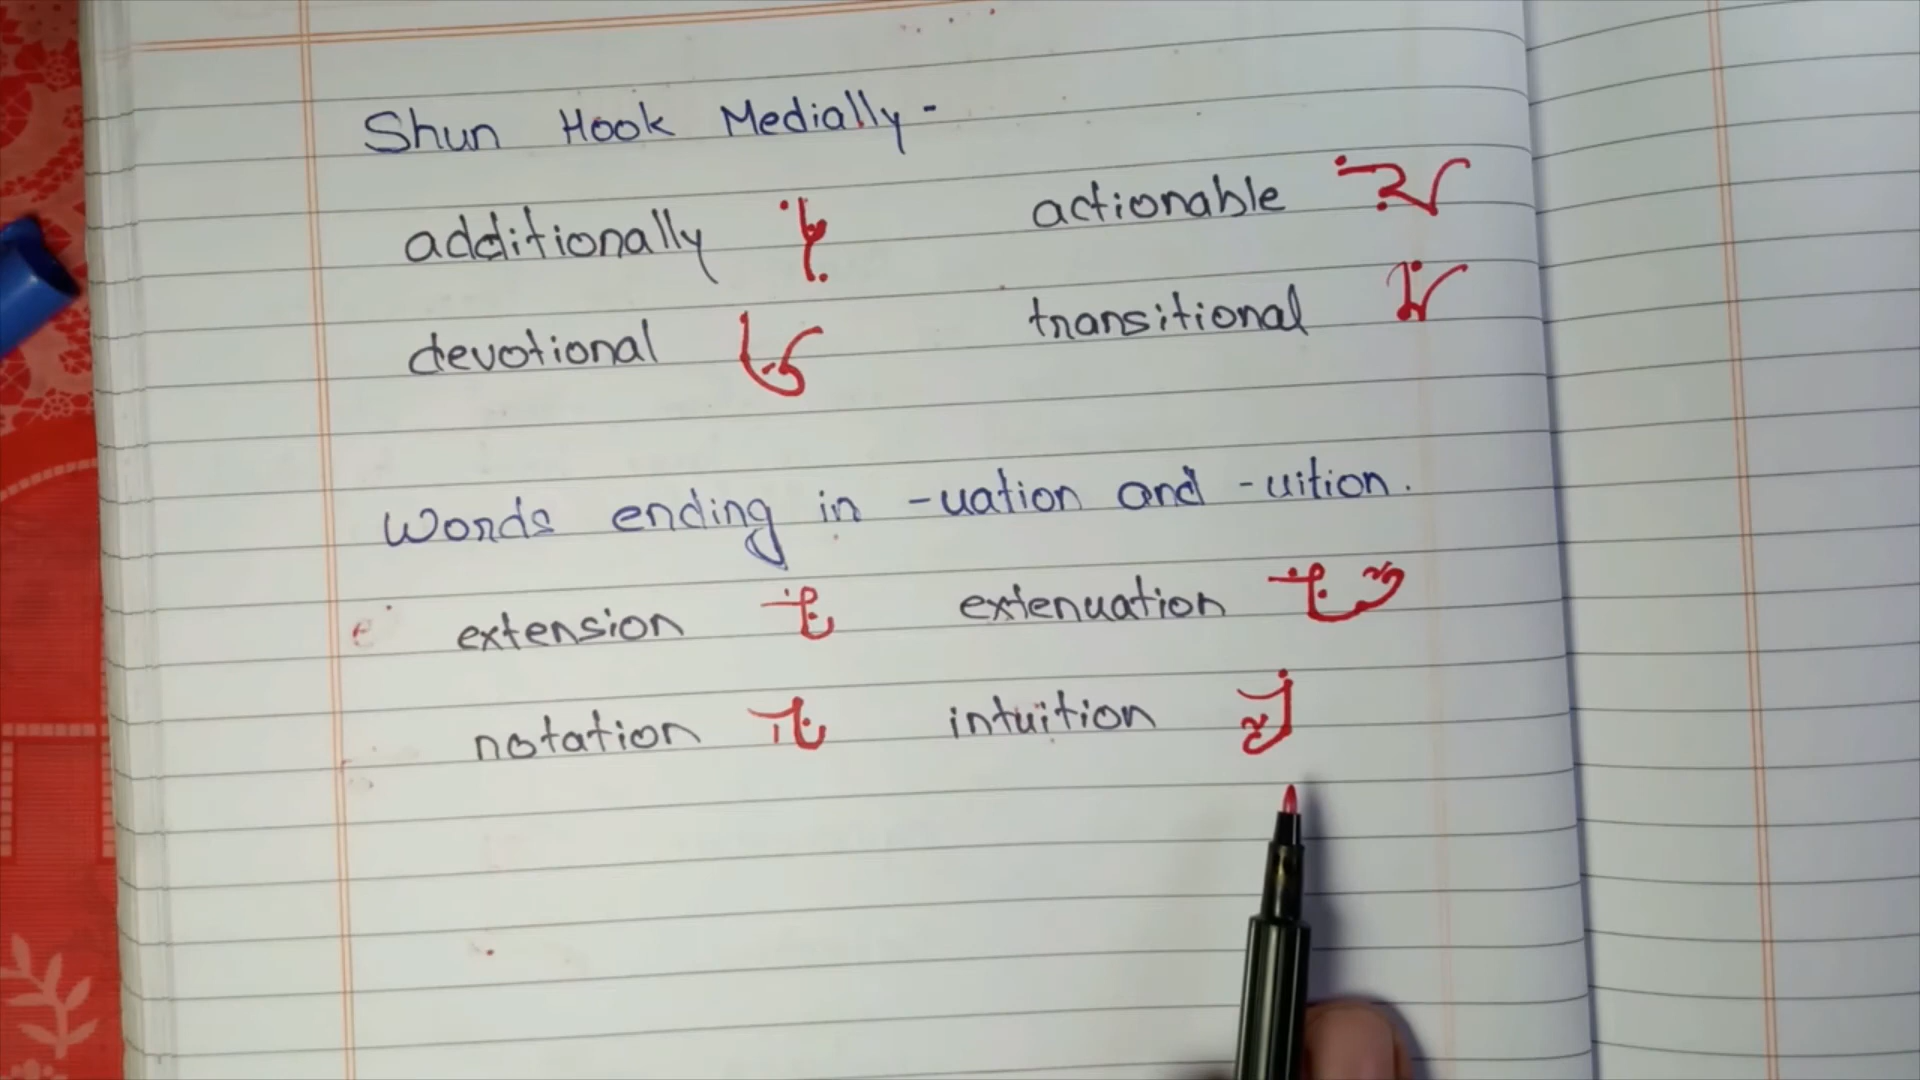 Shun Hook Medially -
additionally actionable
devotional transitional
Words ending in -uation and -uition.
extension extenuation
notation intuition